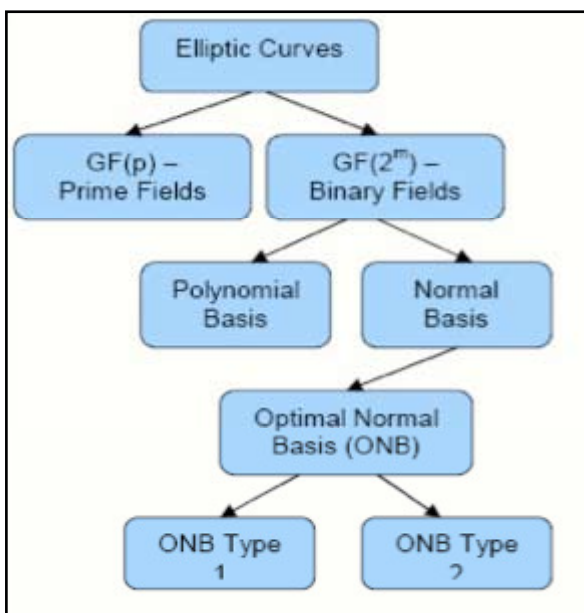 Elliptic Curves
GF(p) –
Prime Fields
GF(2^m) –
Binary Fields
Polynomial
Basis
Normal
Basis
Optimal Normal
Basis (ONB)
ONB Type
1
ONB Type
2